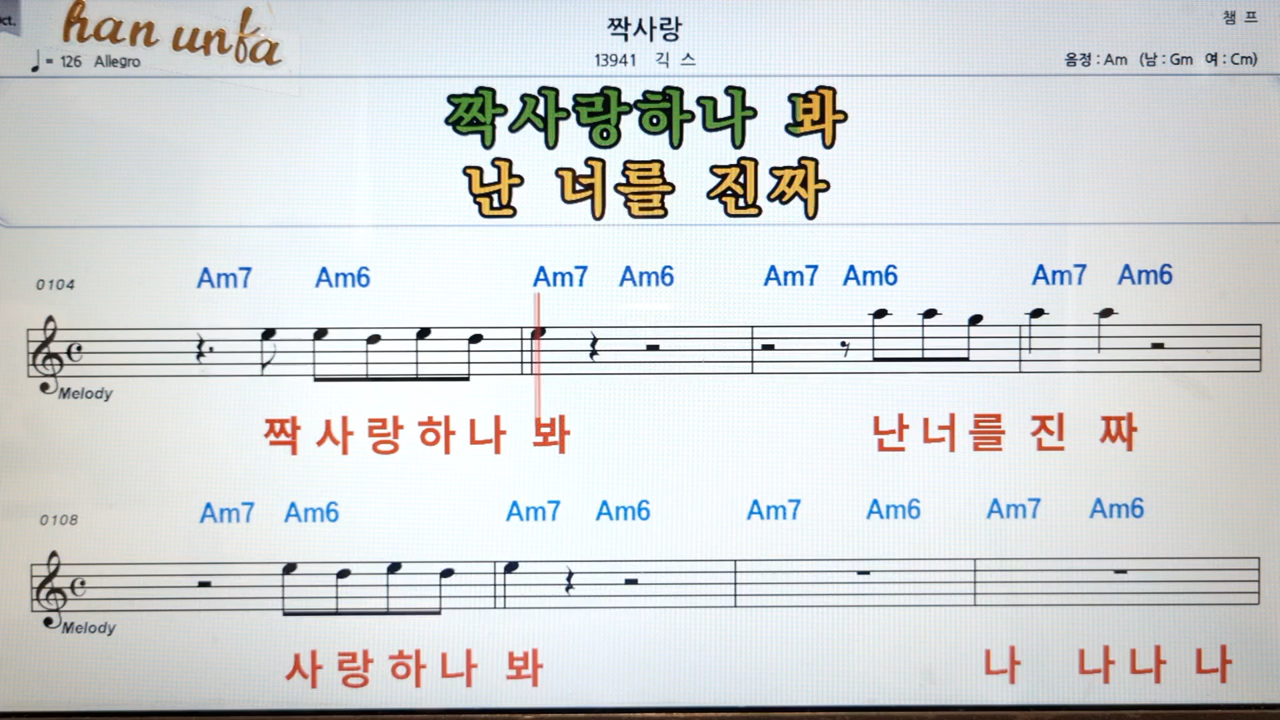 ct.
han unfa
짝사랑
챔 프
♩= 126 Allegro
13941 긱 스
음정 : Am (남 : Gm 여 : Cm)
짝사랑하나 봐
난 너를 진짜
0104
Am7 Am6 Am7 Am6 Am7 Am6 Am7 Am6
Melody
짝 사 랑 하 나 봐 난 너 를 진 짜
0108
Am7 Am6 Am7 Am6 Am7 Am6 Am7 Am6
Melody
사 랑 하 나 봐 나 나 나 나